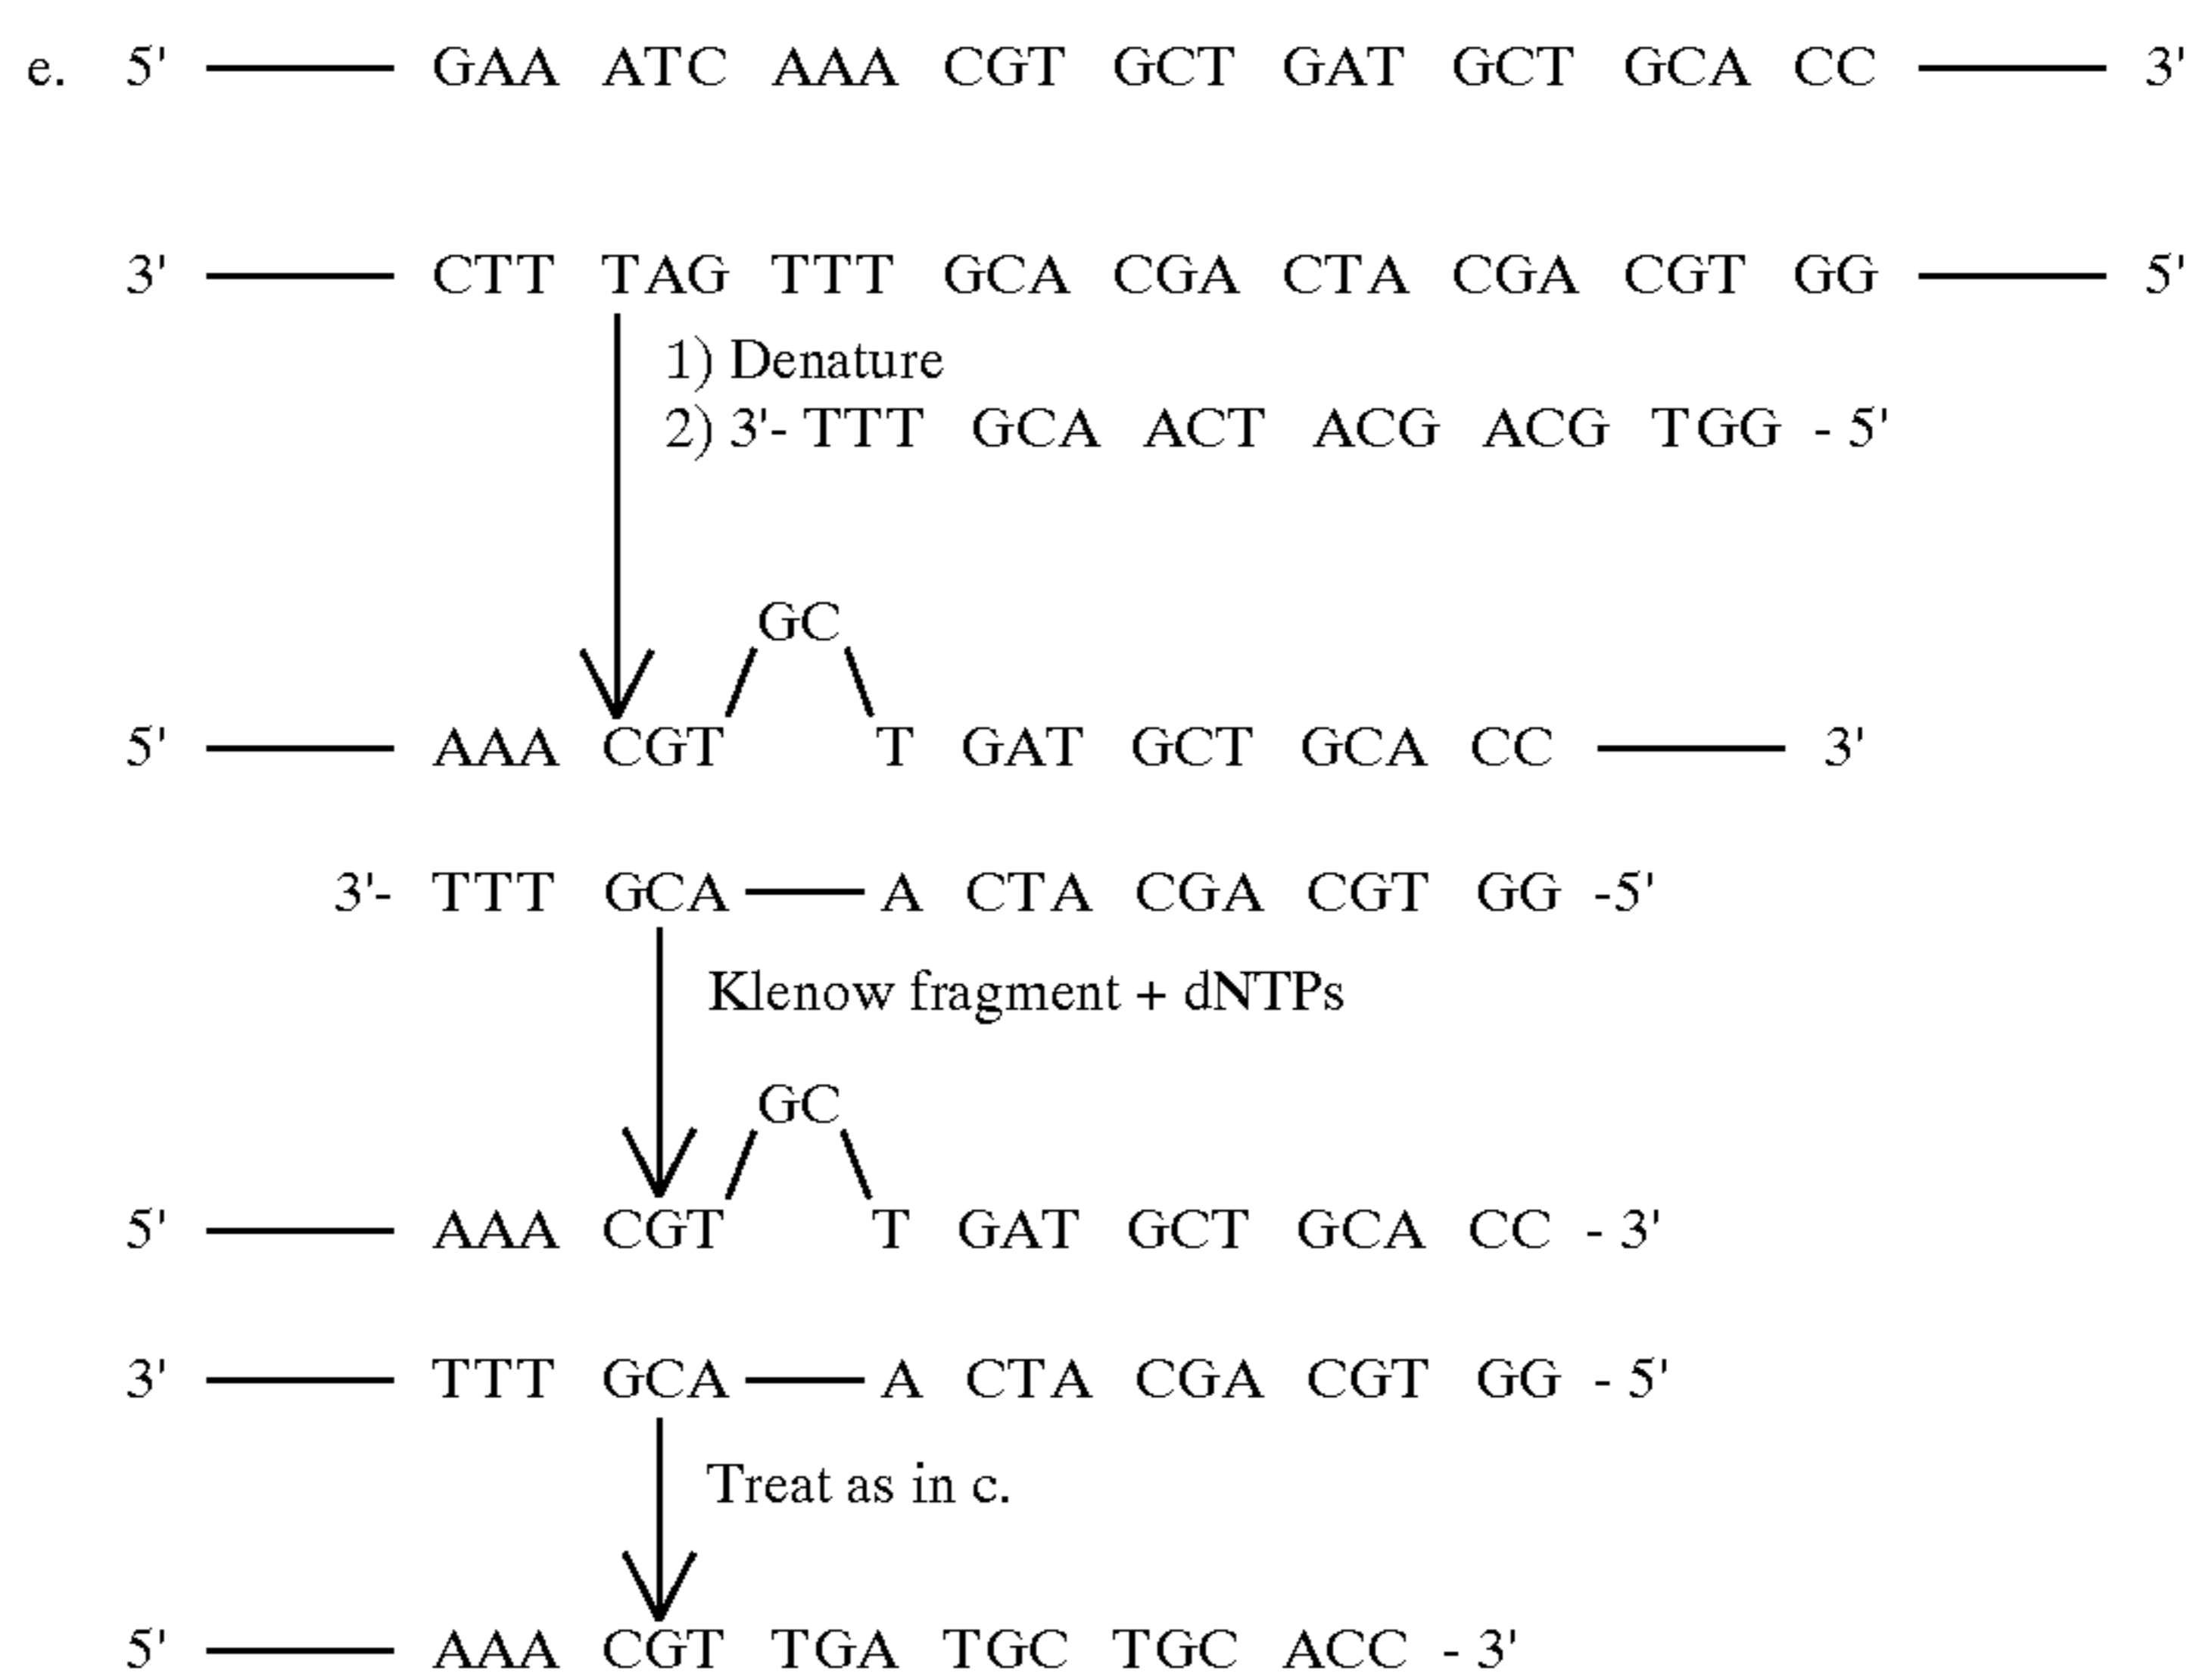 e. 5' GAA ATC AAA CGT GCT GAT GCT GCA CC 3'
3' CTT TAG TTT GCA CGA CTA CGA CGT GG 5'
1) Denature
2) 3'- TTT GCA ACT ACG ACG TGG - 5'
GC
5' AAA CGT T GAT GCT GCA CC 3'
3'- TTT GCA A CTA CGA CGT GG -5'
Klenow fragment + dNTPs
GC
5' AAA CGT T GAT GCT GCA CC - 3'
3' TTT GCA A CTA CGA CGT GG - 5'
Treat as in c.
5' AAA CGT TGA TGC TGC ACC - 3'